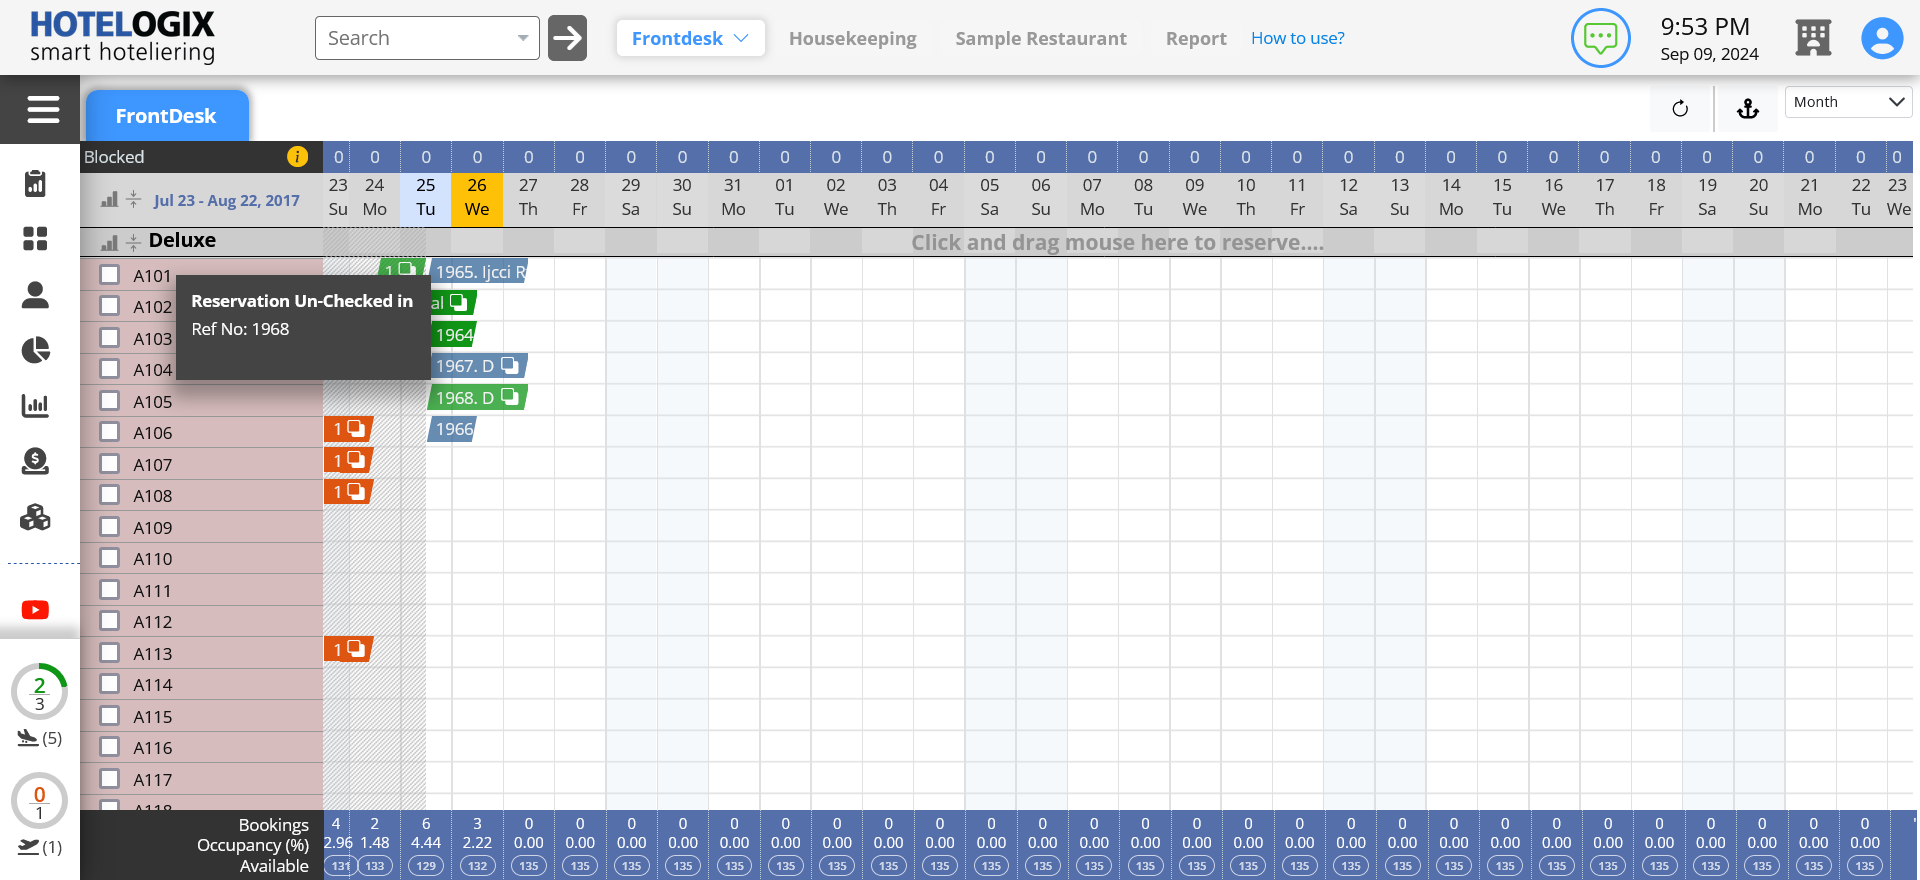 HOTELOGIX
smart hoteliering
Search
Frontdesk
Housekeeping
Sample Restaurant
Report
How to use?
9:53 PM
Sep 09, 2024
FrontDesk
Month
Blocked i 0 0 0 0 0 0 0 0 0 0 0 0 0 0 0 0 0 0 0 0 0 0 0 0 0 0 0 0 0 0 0 0
Jul 23 - Aug 22, 2017
23 24 25 26 27 28 29 30 31 01 02 03 04 05 06 07 08 09 10 11 12 13 14 15 16 17 18 19 20 21 22 23
Su Mo Tu We Th Fr Sa Su Mo Tu We Th Fr Sa Su Mo Tu We Th Fr Sa Su Mo Tu We Th Fr Sa Su Mo Tu We
Deluxe Click and drag mouse here to reserve....
A101 1 1965. Ijcci R
A102 al
A103 1964
A104 1967. D
Reservation Un-Checked in
Ref No: 1968
A105 1968. D
A106 1 1966
A107 1
A108 1
A109
A110
A111
A112
A113 1
A114
A115
A116
A117
A118
2
3
(5)
0
1
(1)
Bookings 4 2 6 3 0 0 0 0 0 0 0 0 0 0 0 0 0 0 0 0 0 0 0 0 0 0 0 0 0 0 0
Occupancy (%) 2.96 1.48 4.44 2.22 0.00 0.00 0.00 0.00 0.00 0.00 0.00 0.00 0.00 0.00 0.00 0.00 0.00 0.00 0.00 0.00 0.00 0.00 0.00 0.00 0.00 0.00 0.00 0.00 0.00 0.00 0.00
Available 131 133 129 132 135 135 135 135 135 135 135 135 135 135 135 135 135 135 135 135 135 135 135 135 135 135 135 135 135 135 135